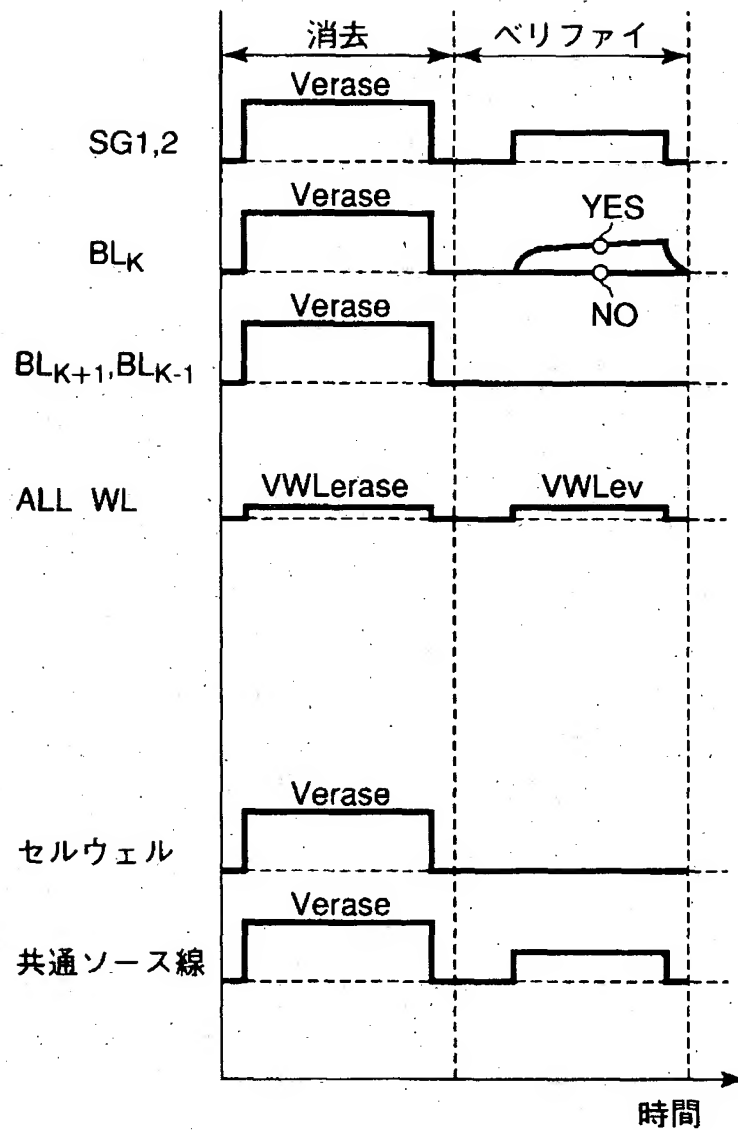 消去 ベリファイ
Verase
SG1,2
Verase
YES
BLK
NO
Verase
BLK+1,BLK-1
VWLerase VWLev
ALL WL
Verase
セルウェル
Verase
共通ソース線
時間